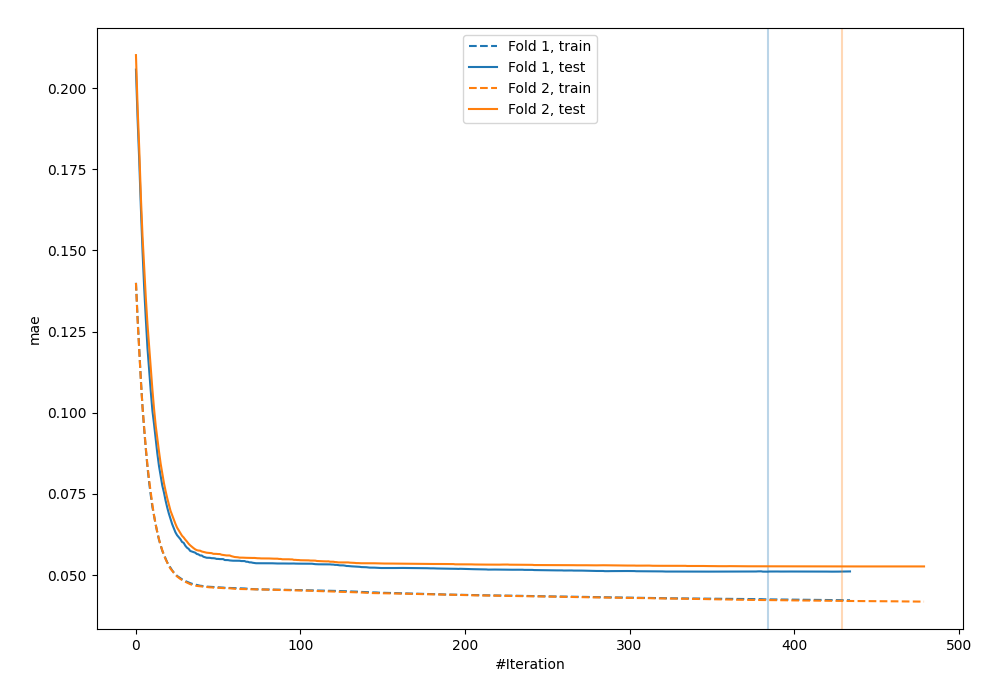 Fold 1, train
Fold 1, test
Fold 2, train
Fold 2, test
0.200
0.175
0.150
0.125
0.100
0.075
0.050
mae
0 100 200 300 400 500
#Iteration